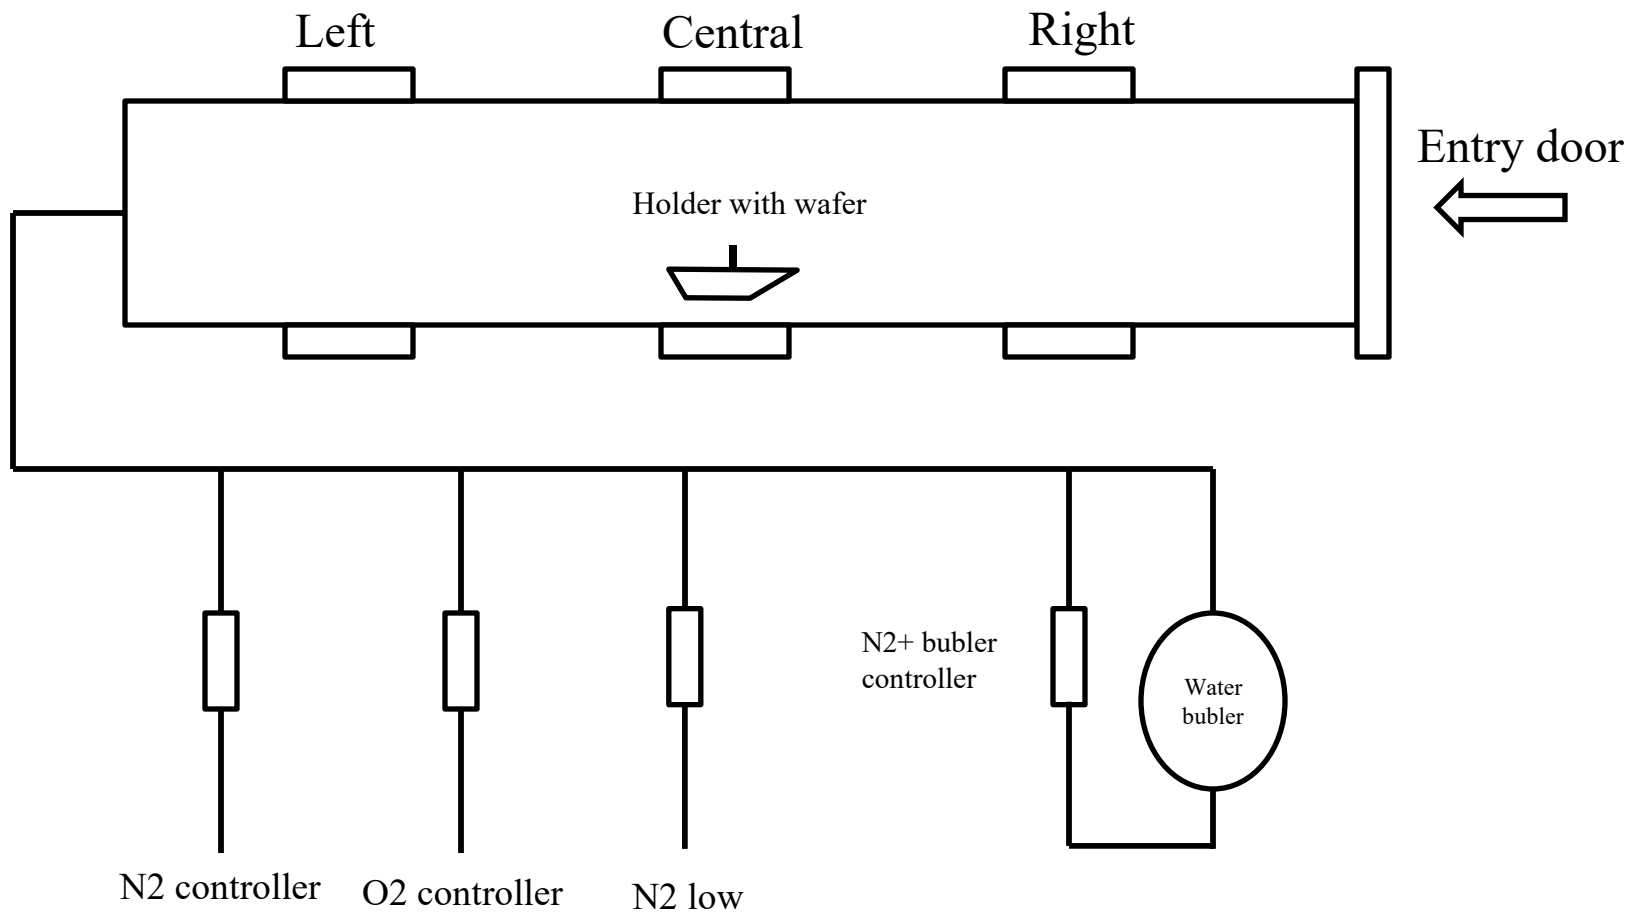 Left
Central
Right
Entry door
Holder with wafer
N2+ bubler
controller
Water
bubler
N2 controller
O2 controller
N2 low